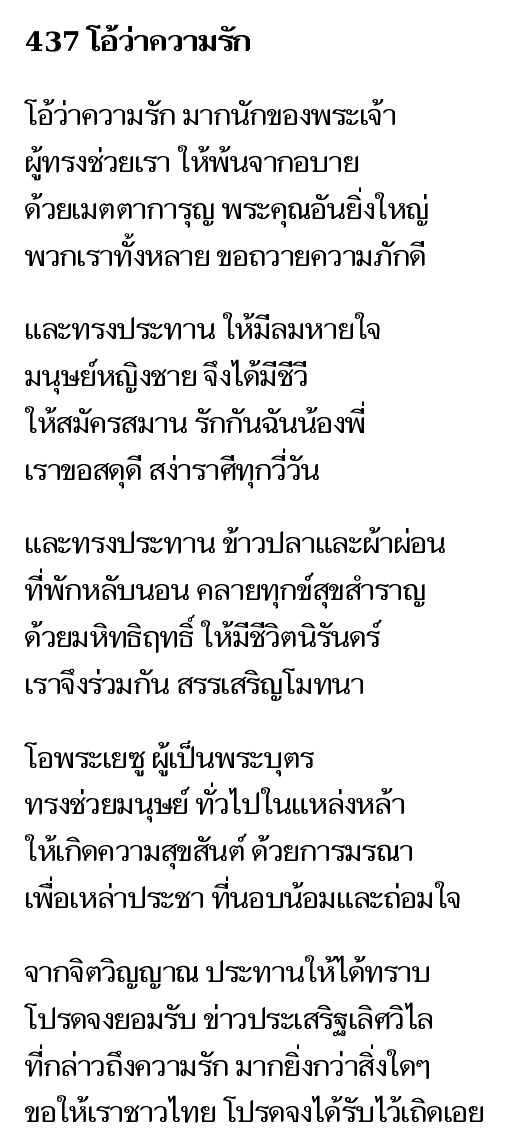 437 โอ้ว่าความรัก
โอ้ว่าความรัก มากนักของพระเจ้า
ผู้ทรงช่วยเรา ให้พ้นจากอบาย
ด้วยเมตตาการุญ พระคุณอันยิ่งใหญ่
พวกเราทั้งหลาย ขอถวายความภักดี
และทรงประทาน ให้มีลมหายใจ
มนุษย์หญิงชาย จึงได้มีชีวี
ให้สมัครสมาน รักกันฉันน้องพี่
เราขอสดุดี สง่าราศีทุกวี่วัน
และทรงประทาน ข้าวปลาและผ้าผ่อน
ที่พักหลับนอน คลายทุกข์สุขสำราญ
ด้วยมหิทธิฤทธิ์ ให้มีชีวิตนิรันดร์
เราจึงร่วมกัน สรรเสริญโมทนา
โอพระเยซู ผู้เป็นพระบุตร
ทรงช่วยมนุษย์ ทั่วไปในแหล่งหล้า
ให้เกิดความสุขสันต์ ด้วยการมรณา
เพื่อเหล่าประชา ที่นอบน้อมและถ่อมใจ
จากจิตวิญญาณ ประทานให้ได้ทราบ
โปรดจงยอมรับ ข่าวประเสริฐเลิศวิไล
ที่กล่าวถึงความรัก มากยิ่งกว่าสิ่งใดๆ
ขอให้เราชาวไทย โปรดจงได้รับไว้เถิดเอย